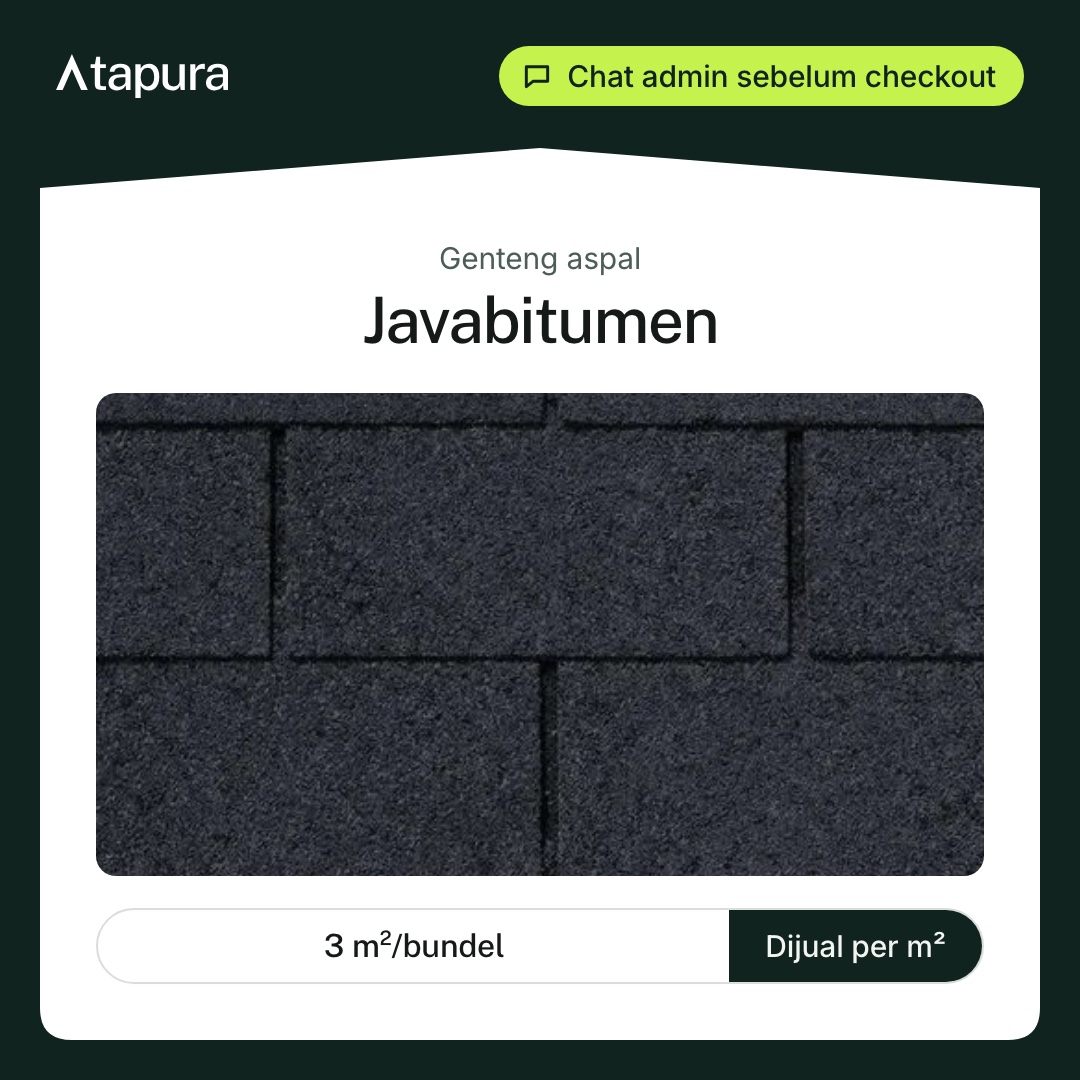 Atapura
Chat admin sebelum checkout
Genteng aspal
Javabitumen
3 m²/bundel
Dijual per m²